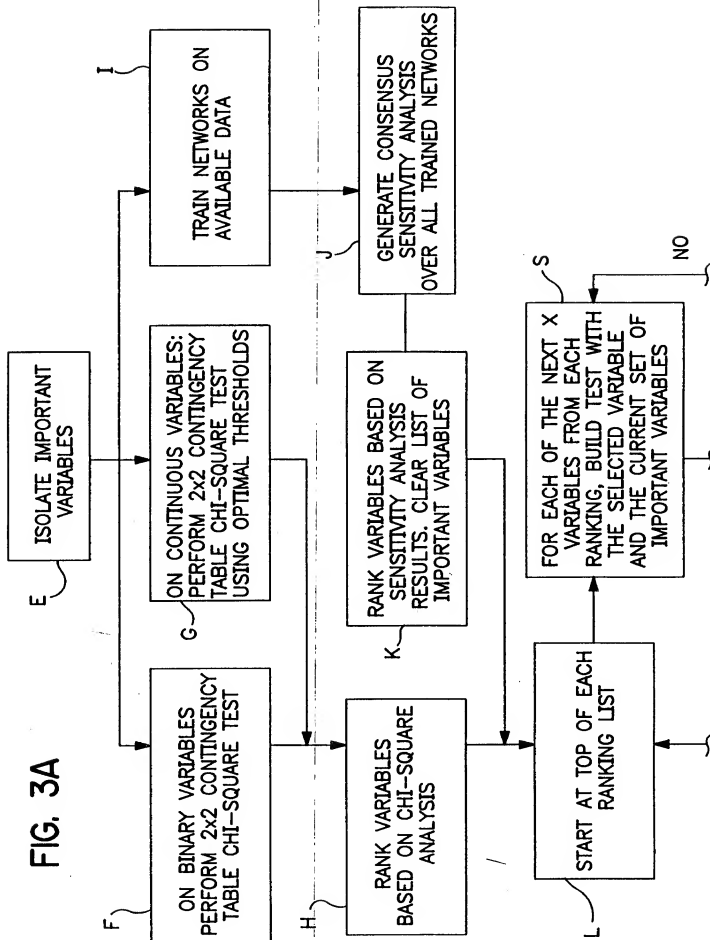 FIG. 3A
E
ISOLATE IMPORTANT
VARIABLES
F
ON BINARY VARIABLES
PERFORM 2x2 CONTINGENCY
TABLE CHI-SQUARE TEST
G
ON CONTINUOUS VARIABLES:
PERFORM 2x2 CONTINGENCY
TABLE CHI-SQUARE TEST
USING OPTIMAL THRESHOLDS
I
TRAIN NETWORKS ON
AVAILABLE DATA
H
RANK VARIABLES
BASED ON CHI-SQUARE
ANALYSIS
K
RANK VARIABLES BASED ON
SENSITIVITY ANALYSIS
RESULTS. CLEAR LIST OF
IMPORTANT VARIABLES
J
GENERATE CONSENSUS
SENSITIVITY ANALYSIS
OVER ALL TRAINED NETWORKS
L
START AT TOP OF EACH
RANKING LIST
S
FOR EACH OF THE NEXT X
VARIABLES FROM EACH
RANKING, BUILD TEST WITH
THE SELECTED VARIABLE
AND THE CURRENT SET OF
IMPORTANT VARIABLES
NO